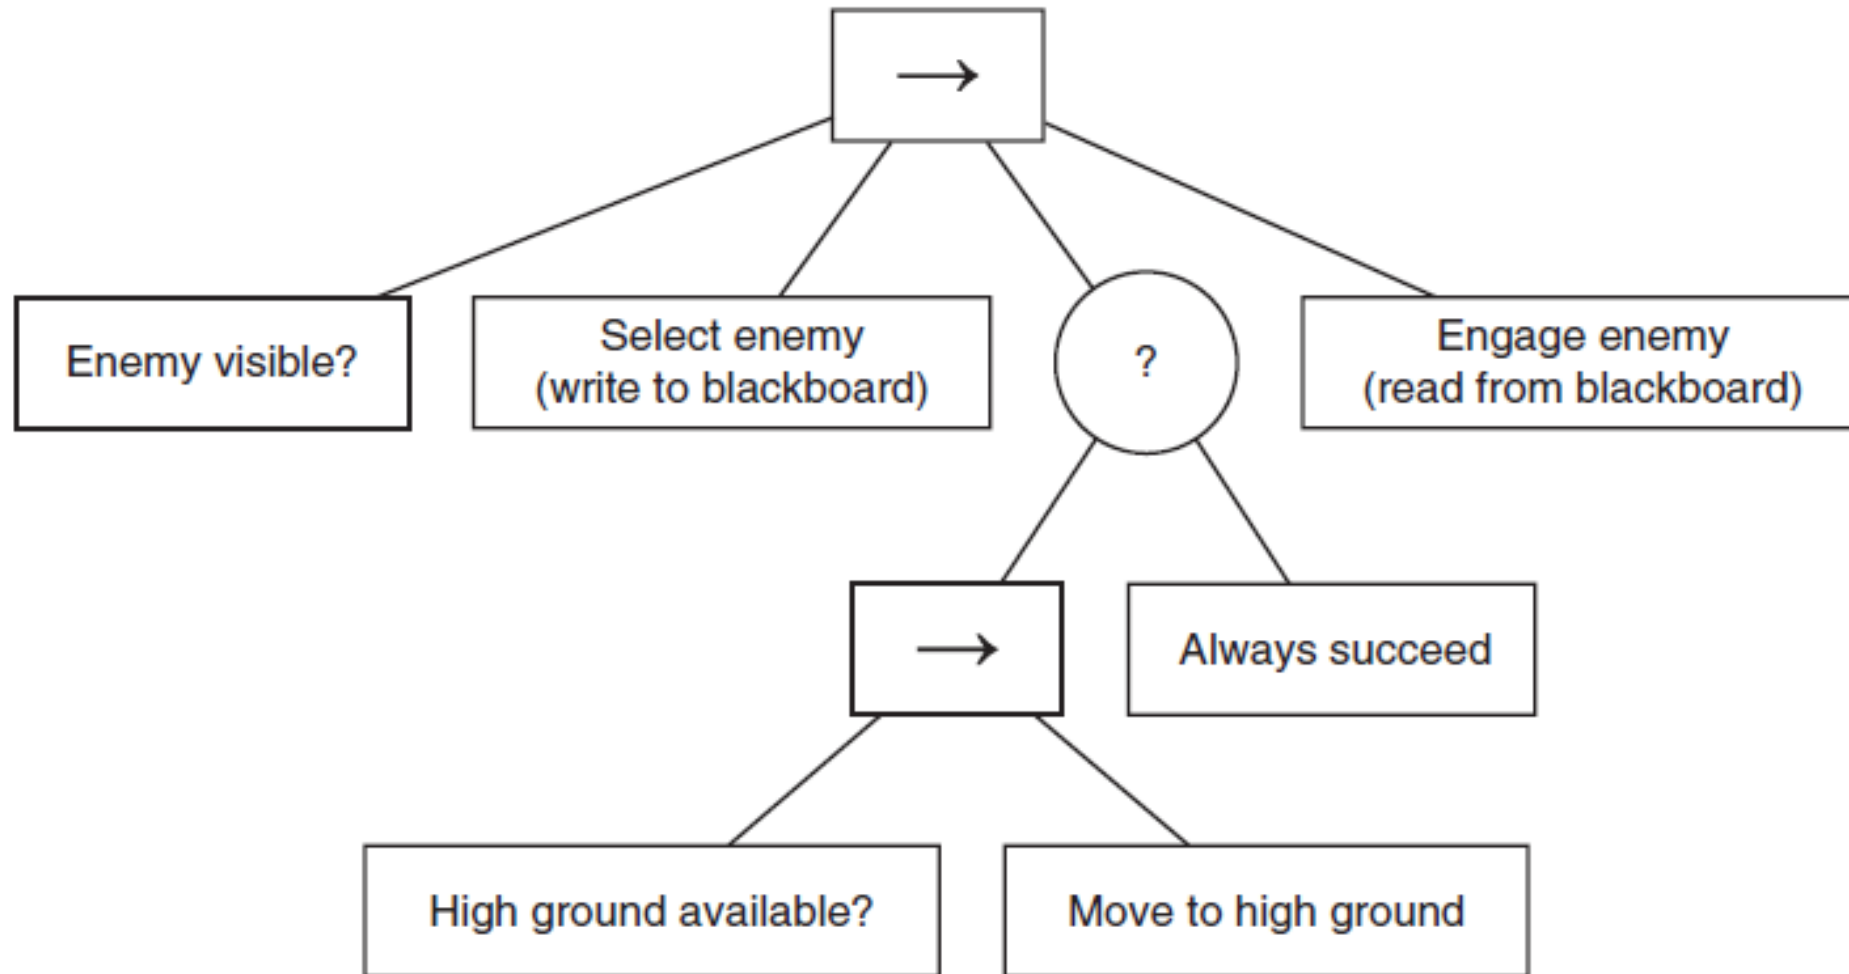 →
Enemy visible?
Select enemy
(write to blackboard)
?
Engage enemy
(read from blackboard)
→
Always succeed
High ground available?
Move to high ground